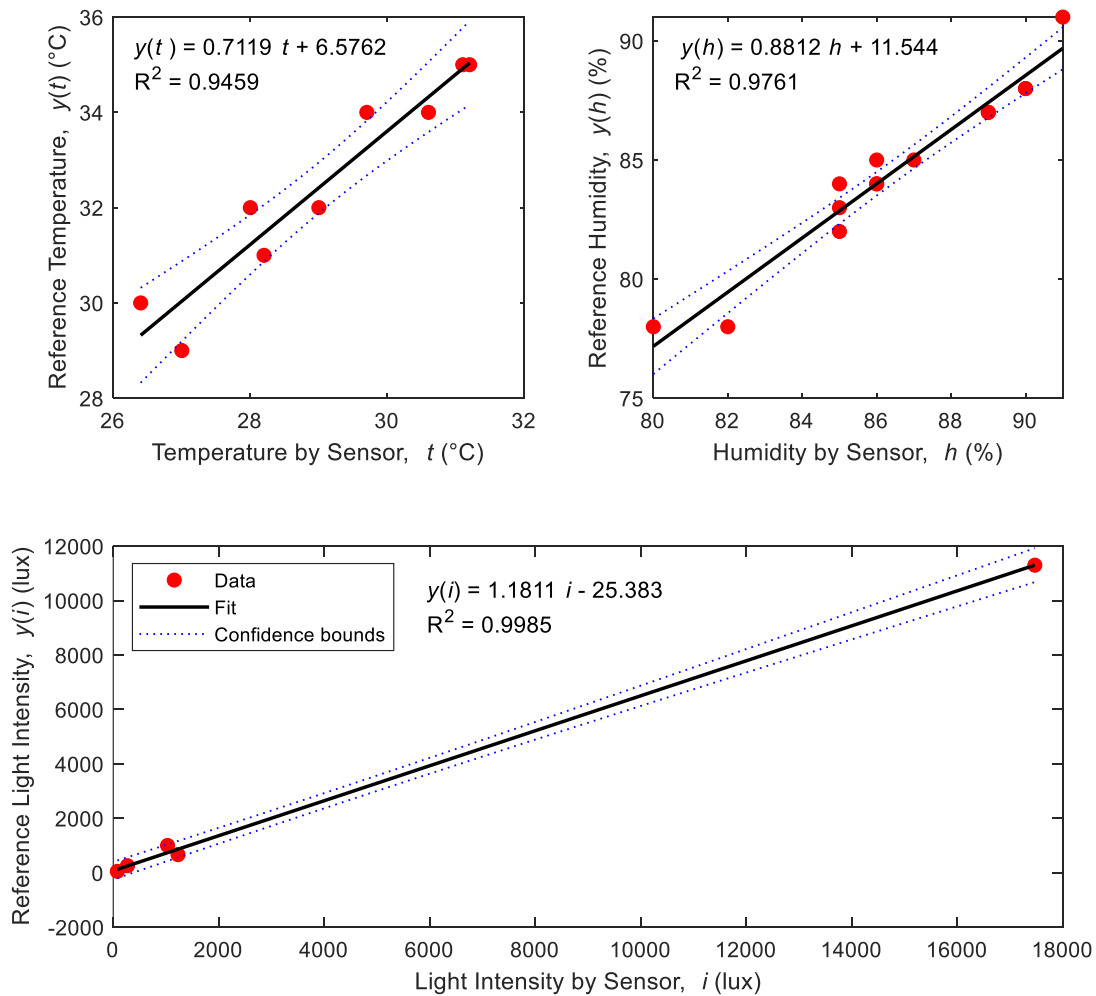 y(t ) = 0.7119 t + 6.5762
R² = 0.9459
36
34
32
30
28
26
28
30
32
Reference Temperature, y(t) (°C)
Temperature by Sensor, t (°C)
y(h) = 0.8812 h + 11.544
R² = 0.9761
90
85
80
75
80
82
84
86
88
90
Reference Humidity, y(h) (%)
Humidity by Sensor, h (%)
12000
10000
8000
6000
4000
2000
0
-2000
Data
Fit
Confidence bounds
y(i) = 1.1811 i - 25.383
R² = 0.9985
0
2000
4000
6000
8000
10000
12000
14000
16000
18000
Reference Light Intensity, y(i) (lux)
Light Intensity by Sensor, i (lux)